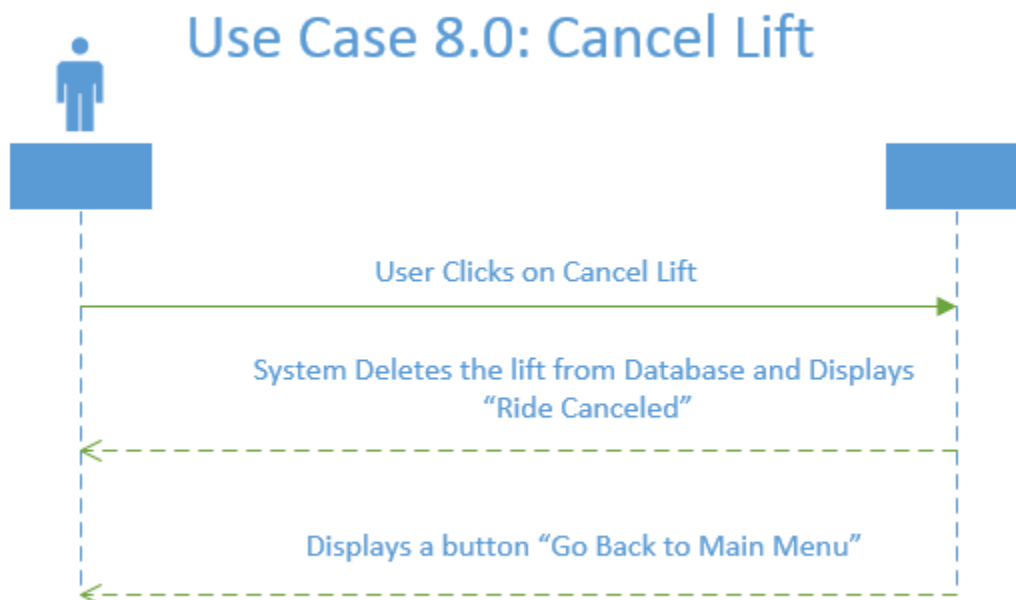 Use Case 8.0: Cancel Lift
User Clicks on Cancel Lift
System Deletes the lift from Database and Displays
“Ride Canceled”
Displays a button “Go Back to Main Menu”